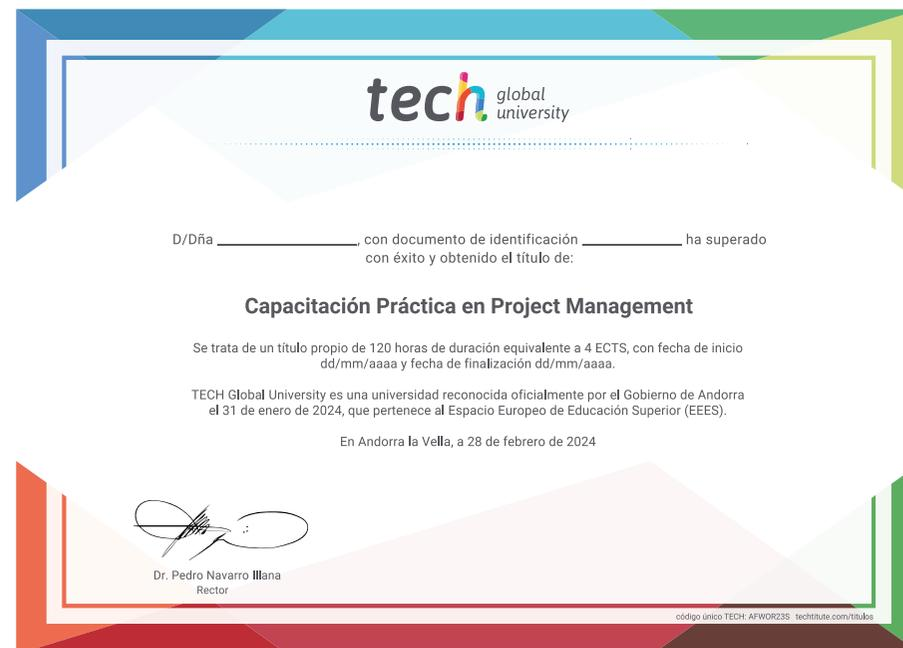 tech global
university
D/Dña ____________________, con documento de identificación ______________ ha superado
con éxito y obtenido el título de:
Capacitación Práctica en Project Management
Se trata de un título propio de 120 horas de duración equivalente a 4 ECTS, con fecha de inicio
dd/mm/aaaa y fecha de finalización dd/mm/aaaa.
TECH Global University es una universidad reconocida oficialmente por el Gobierno de Andorra
el 31 de enero de 2024, que pertenece al Espacio Europeo de Educación Superior (EEES).
En Andorra la Vella, a 28 de febrero de 2024
Dr. Pedro Navarro Illana
Rector
código único TECH: AFWOR23S techtitute.com/titulos